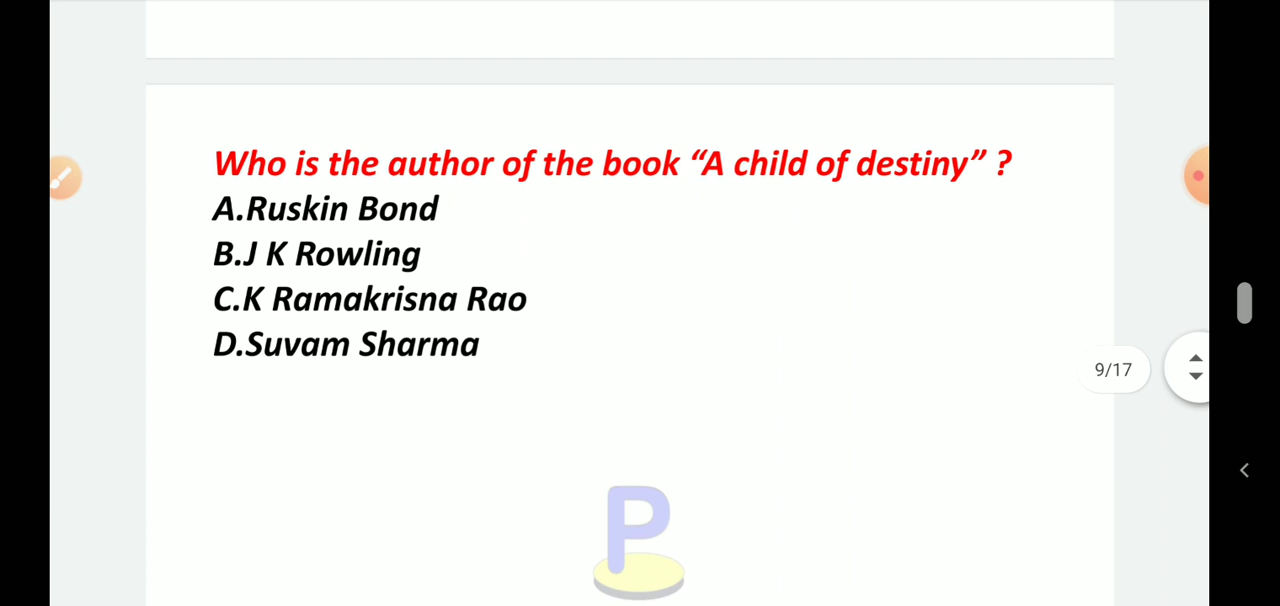 Who is the author of the book “A child of destiny” ?
A.Ruskin Bond
B.J K Rowling
C.K Ramakrisna Rao
D.Suvam Sharma
9/17
P